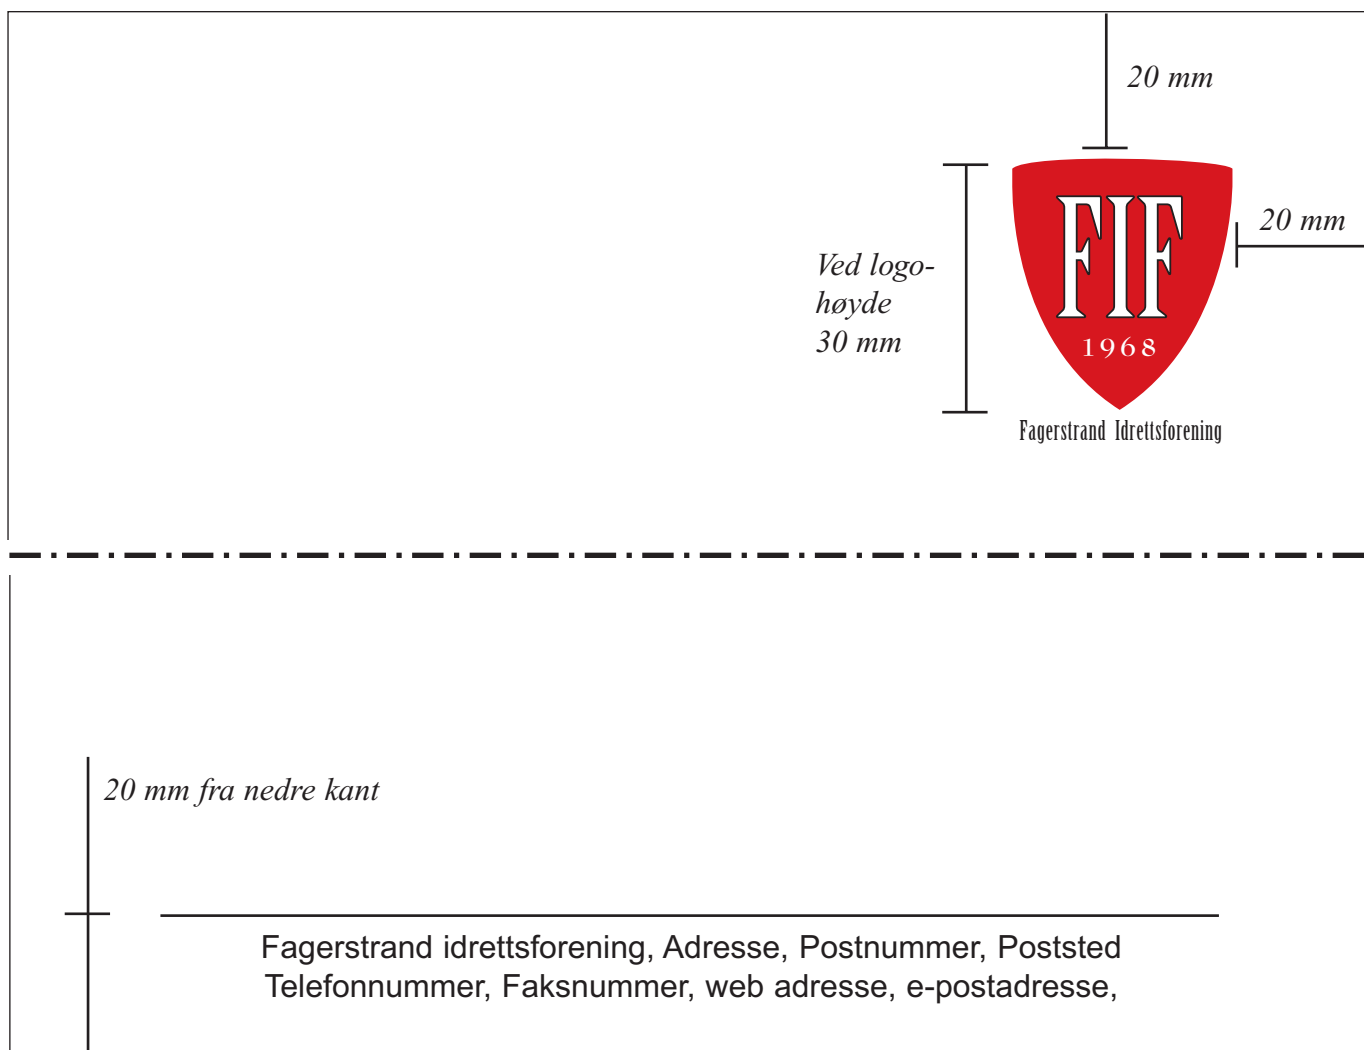 20 mm
20 mm
Ved logo-
høyde
30 mm
FIF
1968
Fagerstrand Idrettsforening
20 mm fra nedre kant
Fagerstrand idrettsforening, Adresse, Postnummer, Poststed
Telefonnummer, Faksnummer, web adresse, e-postadresse,